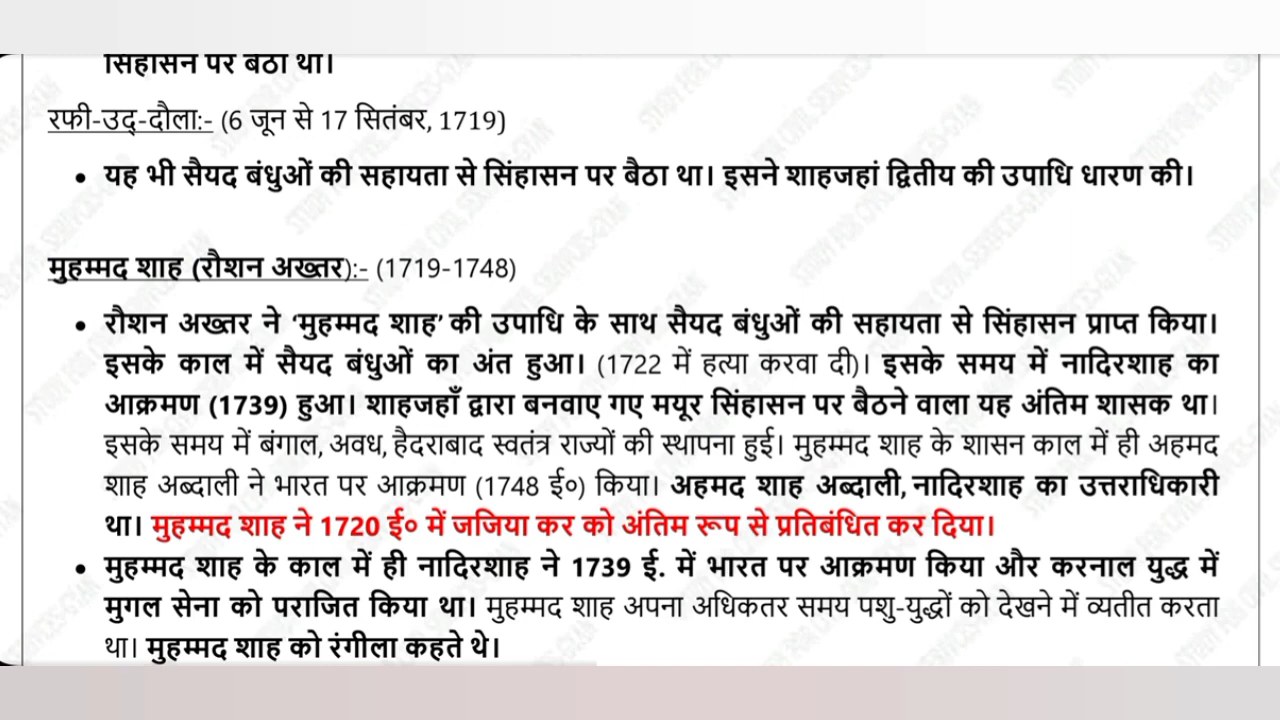 सिंहासन पर बैठा था।
रफी-उद्-दौला:- (6 जून से 17 सितंबर, 1719)
• यह भी सैयद बंधुओं की सहायता से सिंहासन पर बैठा था। इसने शाहजहां द्वितीय की उपाधि धारण की।
मुहम्मद शाह (रौशन अख्तर):- (1719-1748)
• रौशन अख्तर ने ‘मुहम्मद शाह’ की उपाधि के साथ सैयद बंधुओं की सहायता से सिंहासन प्राप्त किया।
इसके काल में सैयद बंधुओं का अंत हुआ। (1722 में हत्या करवा दी)। इसके समय में नादिरशाह का
आक्रमण (1739) हुआ। शाहजहाँ द्वारा बनवाए गए मयूर सिंहासन पर बैठने वाला यह अंतिम शासक था।
इसके समय में बंगाल, अवध, हैदराबाद स्वतंत्र राज्यों की स्थापना हुई। मुहम्मद शाह के शासन काल में ही अहमद
शाह अब्दाली ने भारत पर आक्रमण (1748 ई०) किया। अहमद शाह अब्दाली, नादिरशाह का उत्तराधिकारी
था। मुहम्मद शाह ने 1720 ई० में जजिया कर को अंतिम रूप से प्रतिबंधित कर दिया।
• मुहम्मद शाह के काल में ही नादिरशाह ने 1739 ई. में भारत पर आक्रमण किया और करनाल युद्ध में
मुगल सेना को पराजित किया था। मुहम्मद शाह अपना अधिकतर समय पशु-युद्धों को देखने में व्यतीत करता
था। मुहम्मद शाह को रंगीला कहते थे।